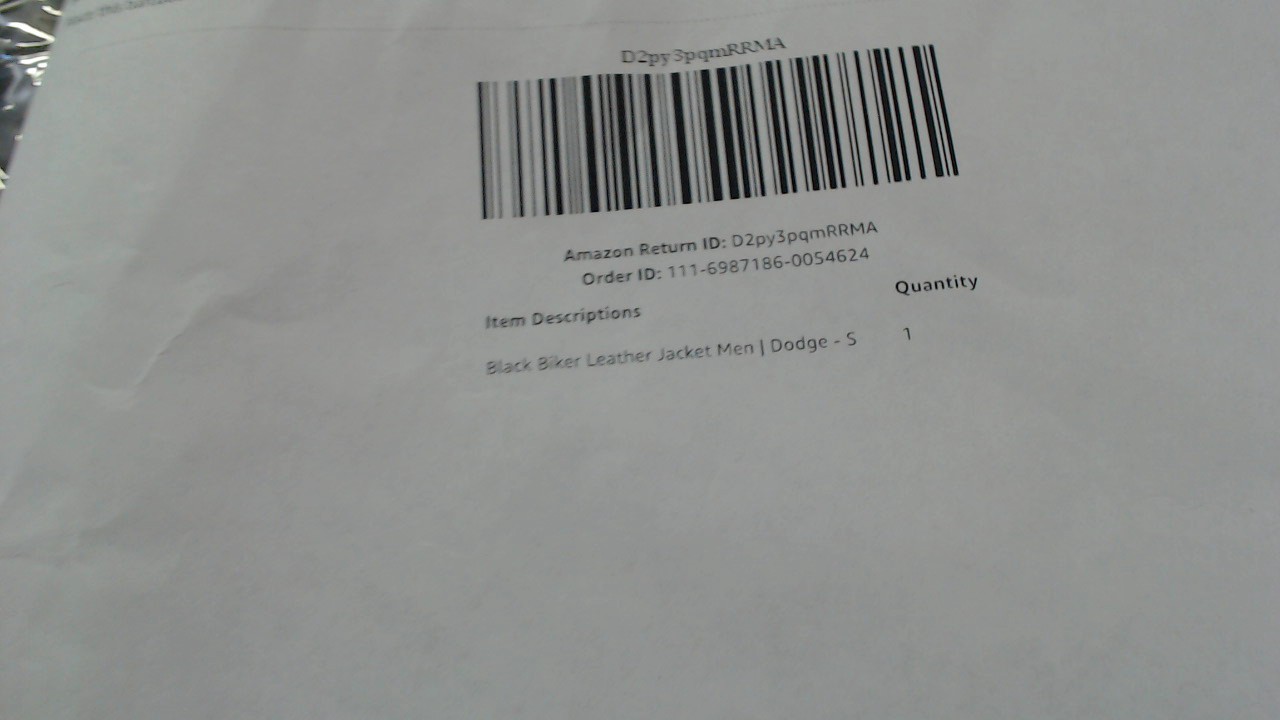 D2py3pqmRRMA
Amazon Return ID: D2py3pqmRRMA
Order ID: 111-6987186-0054624
Item Descriptions Quantity
Black Biker Leather Jacket Men | Dodge - S 1